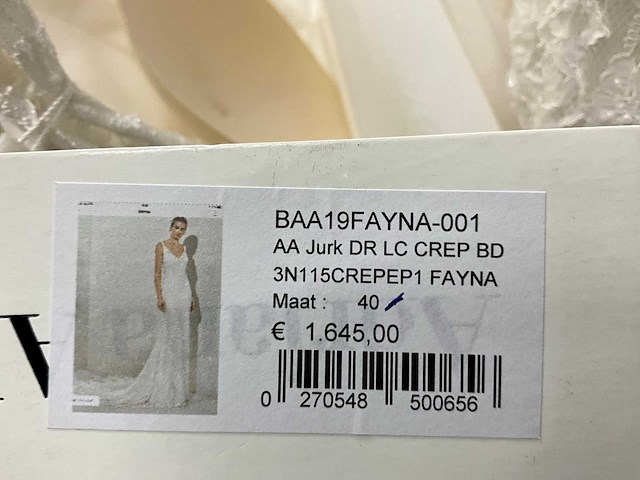 BAA19FAYNA-001
AA Jurk DR LC CREP BD
3N115CREPEP1 FAYNA
Maat : 40
€ 1.645,00
0 270548 500656